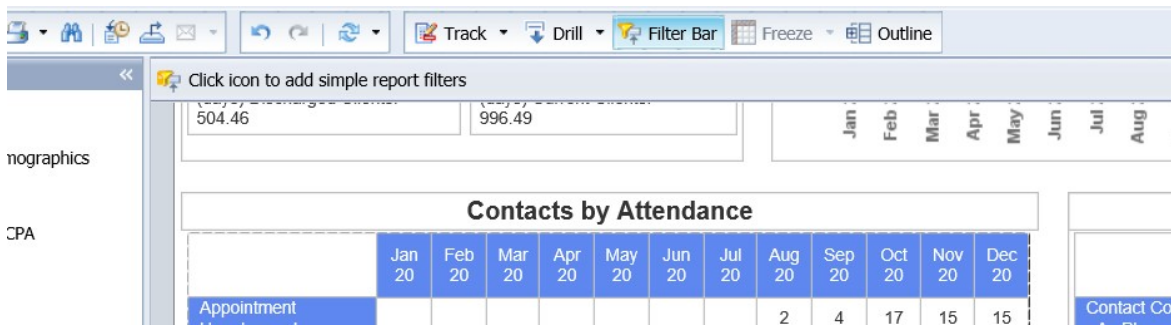 Track Drill Filter Bar Freeze Outline
Click icon to add simple report filters
504.46 996.49
Jan Feb Mar Apr May Jun Jul Aug
mographics
CPA
Contacts by Attendance
Jan Feb Mar Apr May Jun Jul Aug Sep Oct Nov Dec
20 20 20 20 20 20 20 20 20 20 20 20
Appointment 2 4 17 15 15
Contact Co